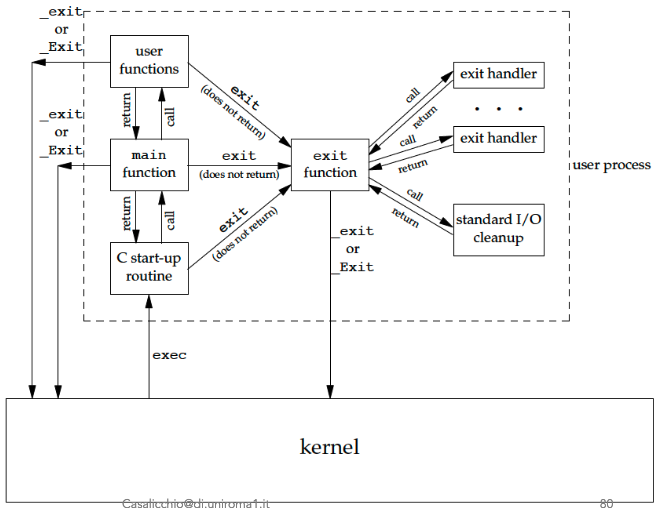 _exit
or
_Exit
user
functions
exit
(does not return)
call
return
exit handler
. . .
return
call
_exit
or
_Exit
main
function
exit
(does not return)
exit
function
call
return
exit handler
user process
return
call
exit
(does not return)
call
return
standard I/O
cleanup
C start-up
routine
_exit
or
_Exit
exec
kernel
Casalicchio@di.uniroma1.it
80